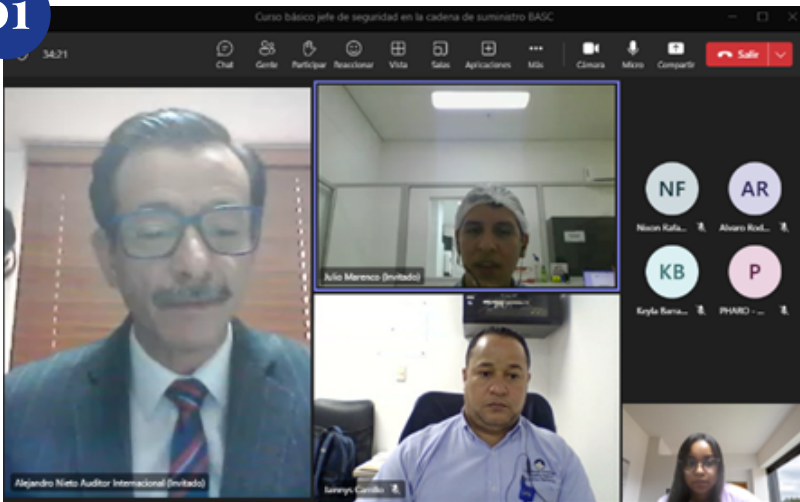 01
Curso básico jefe de seguridad en la cadena de suministro BASC
34:21
Chat
Gente
Participar
Reaccionar
Vista
Salas
Aplicaciones
Más
Cámara
Micro
Compartir
Salir
NF
AR
Nixon Rafa...
Alvaro Rod...
Julio Marenco (Invitado)
KB
P
Keyla Barra...
PHARO - ...
Alejandro Nieto Auditor Internacional (Invitado)
Carrillo